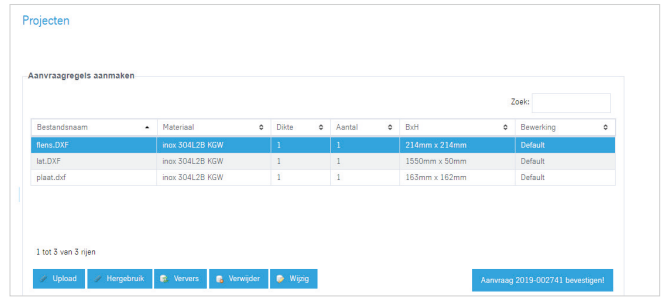 Projecten
Aanvraagregels aanmaken
Zoek:
Bestandsnaam Materiaal Dikte Aantal BxH Bewerking
flens.DXF inox 304L2B KGW 1 1 214mm x 214mm Default
lat.DXF inox 304L2B KGW 1 1 1550mm x 50mm Default
plaat.dxf inox 304L2B KGW 1 1 163mm x 162mm Default
1 tot 3 van 3 rijen
Upload Hergebruik Ververs Verwijder Wijzig Aanvraag 2019-002741 bevestigen!